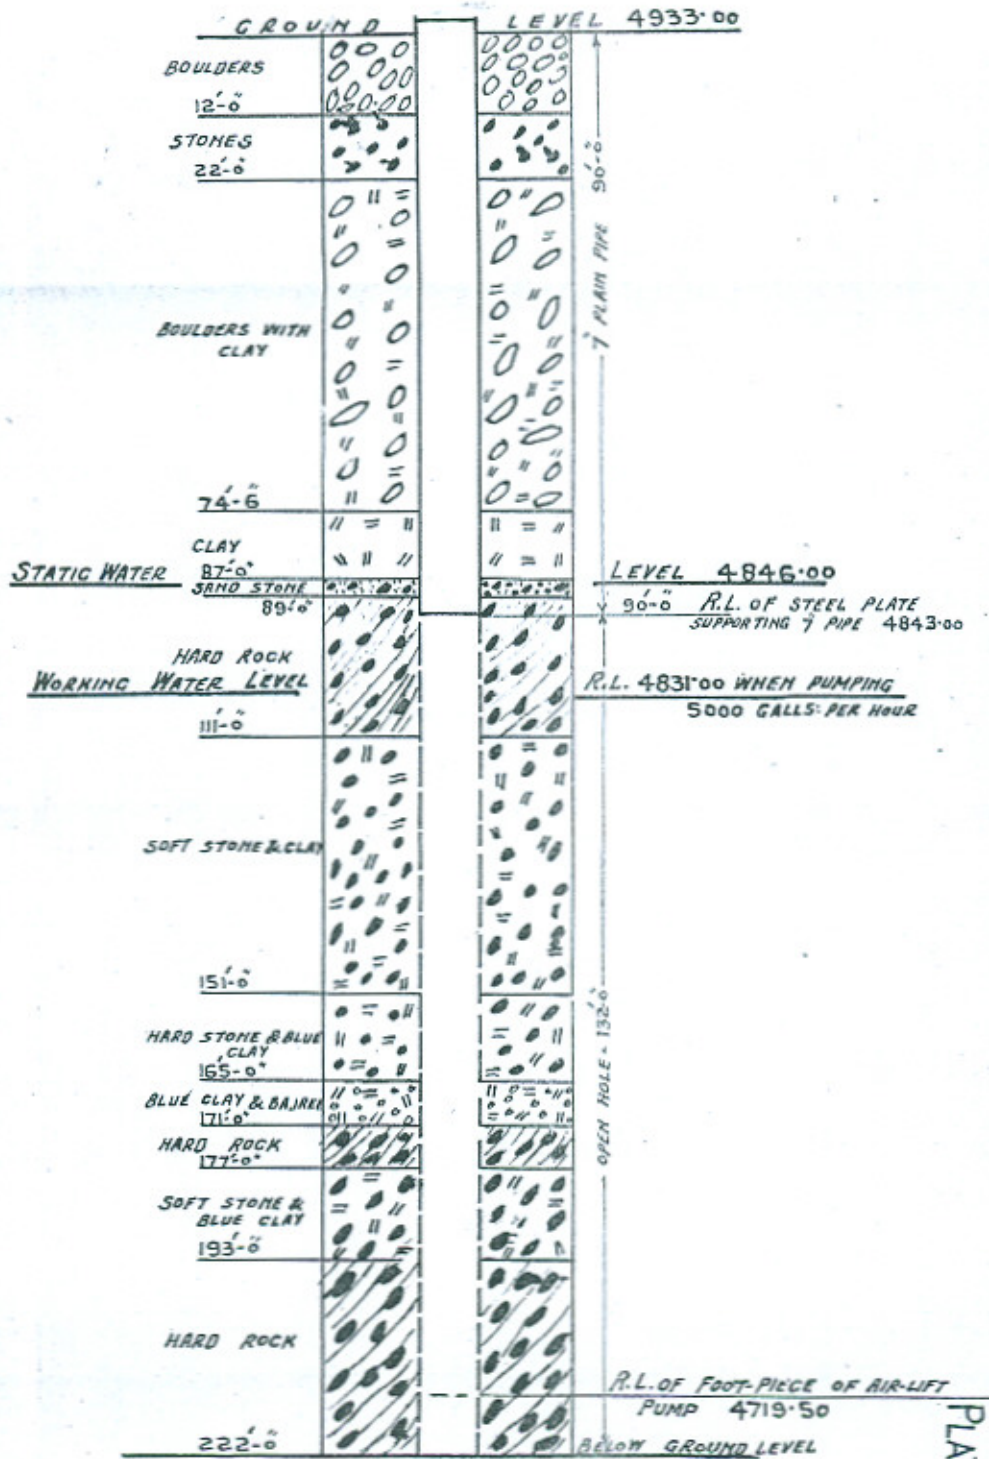 GROUND LEVEL 4933·00
BOULDERS
12'-0"
STONES
22'-0"
90'-0"
7" PLAIN PIPE
BOULDERS WITH
CLAY
74'-6"
CLAY
87'-0"
STATIC WATER LEVEL 4846·00
SAND STONE
89'-0"
90'-0" R.L. OF STEEL PLATE
SUPPORTING 7" PIPE 4843·00
HARD ROCK
WORKING WATER LEVEL R.L. 4831·00 WHEN PUMPING
5000 GALLS: PER HOUR
111'-0"
SOFT STONE & CLAY
151'-0"
OPEN HOLE = 132'-0"
HARD STONE & BLUE
CLAY
165'-0"
BLUE CLAY & BAJREE
171'-0"
HARD ROCK
177'-0"
SOFT STONE &
BLUE CLAY
193'-0"
HARD ROCK
R.L. OF FOOT-PIECE OF AIR-LIFT
PUMP 4719·50
222'-0" BELOW GROUND LEVEL